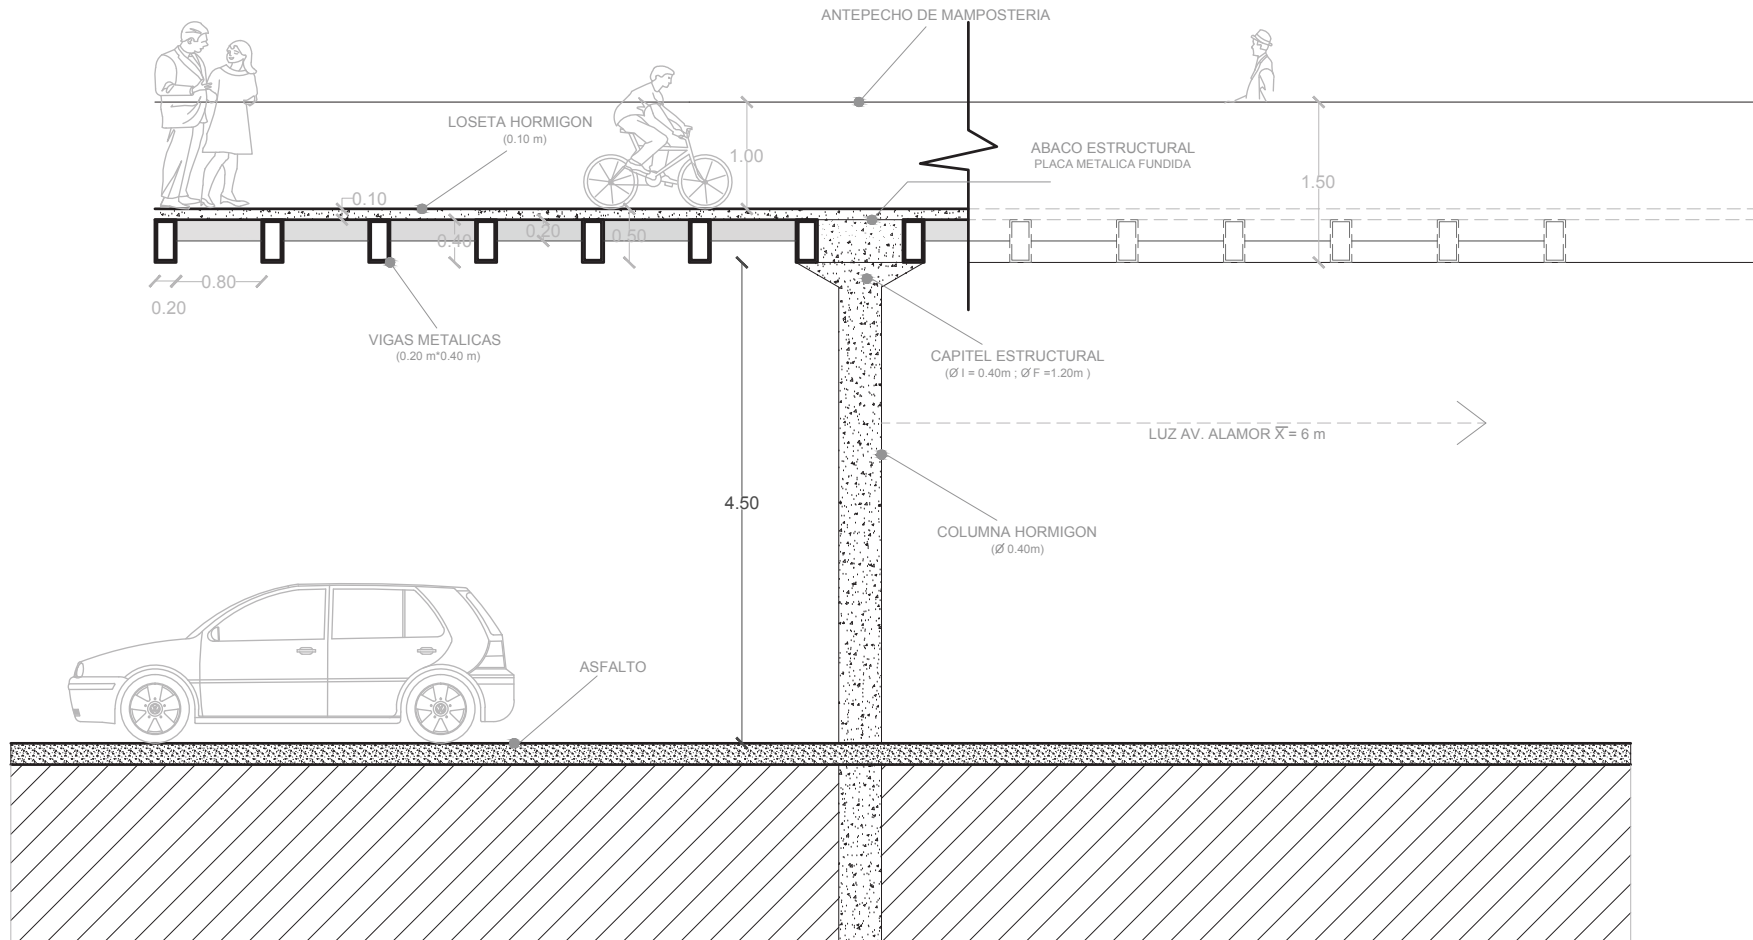 ANTEPECHO DE MAMPOSTERIA
LOSETA HORMIGON
(0.10 m)
1.00
ABACO ESTRUCTURAL
PLACA METALICA FUNDIDA
1.50
0.10
0.40
0.20
0.50
0.80
0.20
VIGAS METALICAS
(0.20 m*0.40 m)
CAPITEL ESTRUCTURAL
(Ø I = 0.40m ; Ø F =1.20m )
LUZ AV. ALAMOR X̅ = 6 m
4.50
COLUMNA HORMIGON
(Ø 0.40m)
ASFALTO